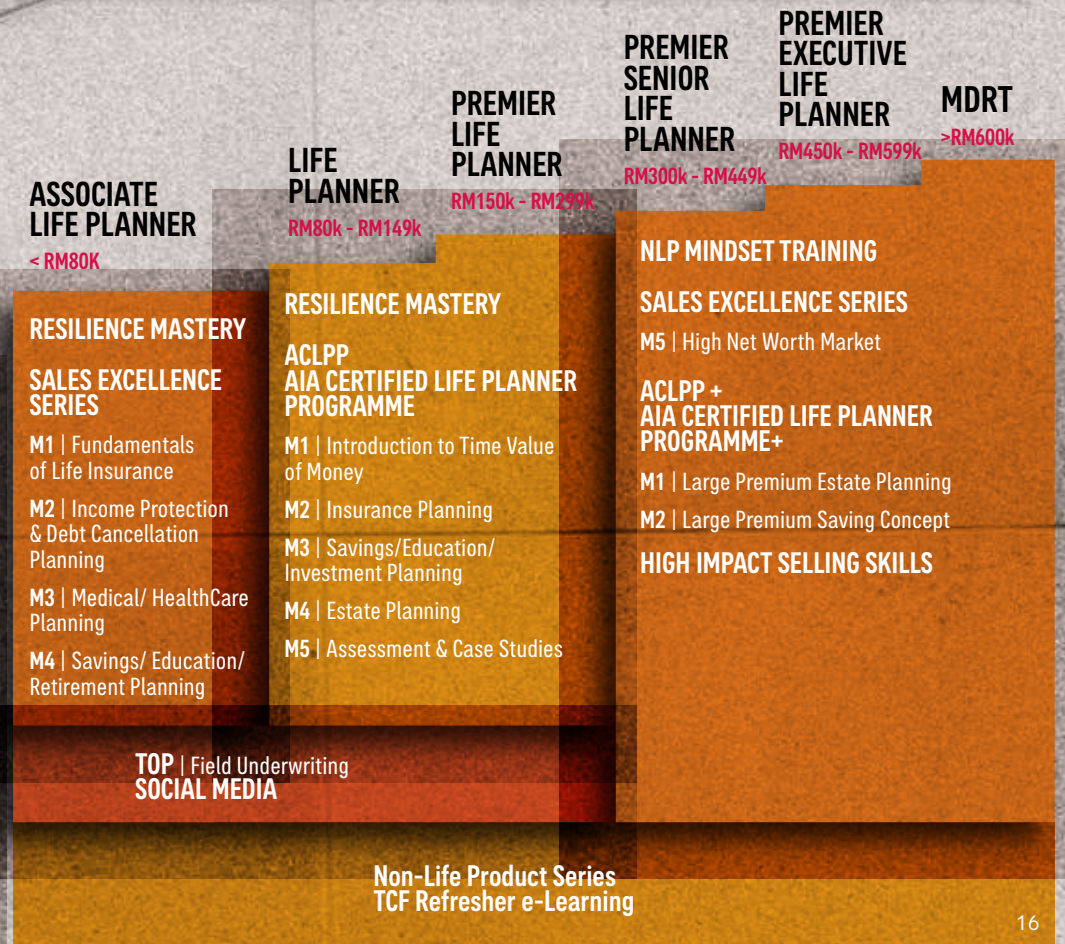 ASSOCIATE
LIFE PLANNER
< RM80K
LIFE
PLANNER
RM80k - RM149k
PREMIER
LIFE
PLANNER
RM150k - RM299k
PREMIER
SENIOR
LIFE
PLANNER
RM300k - RM449k
PREMIER
EXECUTIVE
LIFE
PLANNER
RM450k - RM599k
MDRT
>RM600k
RESILIENCE MASTERY
SALES EXCELLENCE
SERIES
M1 | Fundamentals
of Life Insurance
M2 | Income Protection
& Debt Cancellation
Planning
M3 | Medical/ HealthCare
Planning
M4 | Savings/ Education/
Retirement Planning
RESILIENCE MASTERY
ACLPP
AIA CERTIFIED LIFE PLANNER
PROGRAMME
M1 | Introduction to Time Value
of Money
M2 | Insurance Planning
M3 | Savings/Education/
Investment Planning
M4 | Estate Planning
M5 | Assessment & Case Studies
NLP MINDSET TRAINING
SALES EXCELLENCE SERIES
M5 | High Net Worth Market
ACLPP +
AIA CERTIFIED LIFE PLANNER
PROGRAMME+
M1 | Large Premium Estate Planning
M2 | Large Premium Saving Concept
HIGH IMPACT SELLING SKILLS
TOP | Field Underwriting
SOCIAL MEDIA
Non-Life Product Series
TCF Refresher e-Learning
16